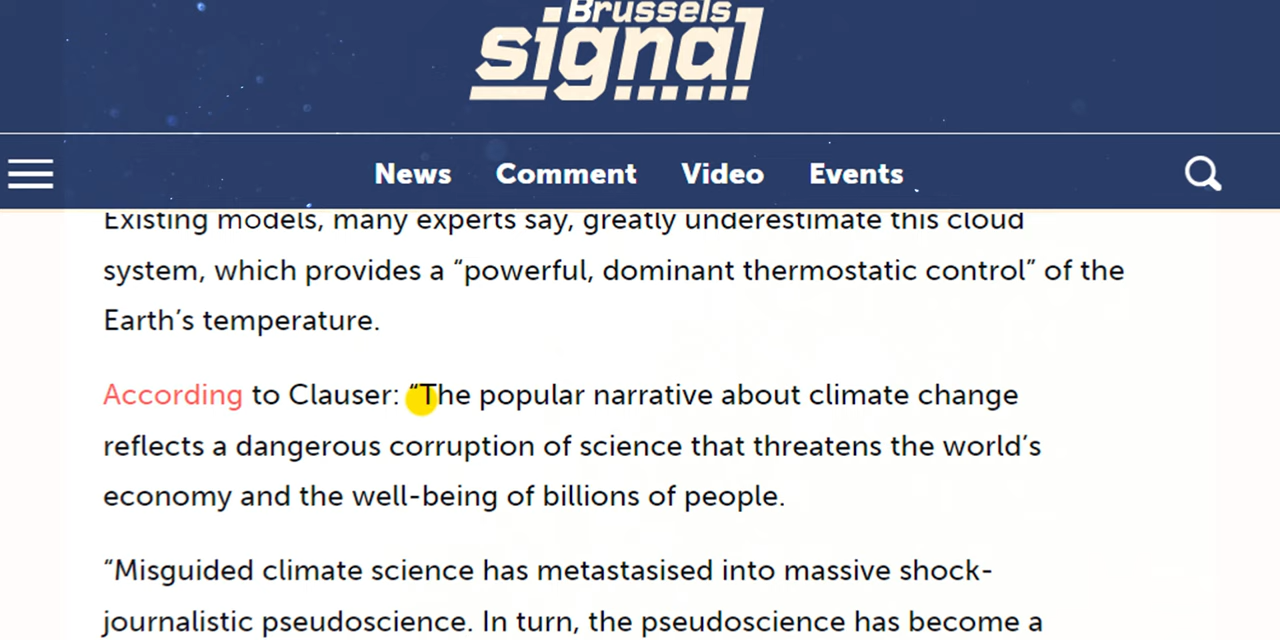 Brussels
signal
News Comment Video Events
Existing models, many experts say, greatly underestimate this cloud
system, which provides a “powerful, dominant thermostatic control” of the
Earth’s temperature.
According to Clauser: “The popular narrative about climate change
reflects a dangerous corruption of science that threatens the world’s
economy and the well-being of billions of people.
“Misguided climate science has metastasised into massive shock-
journalistic pseudoscience. In turn, the pseudoscience has become a